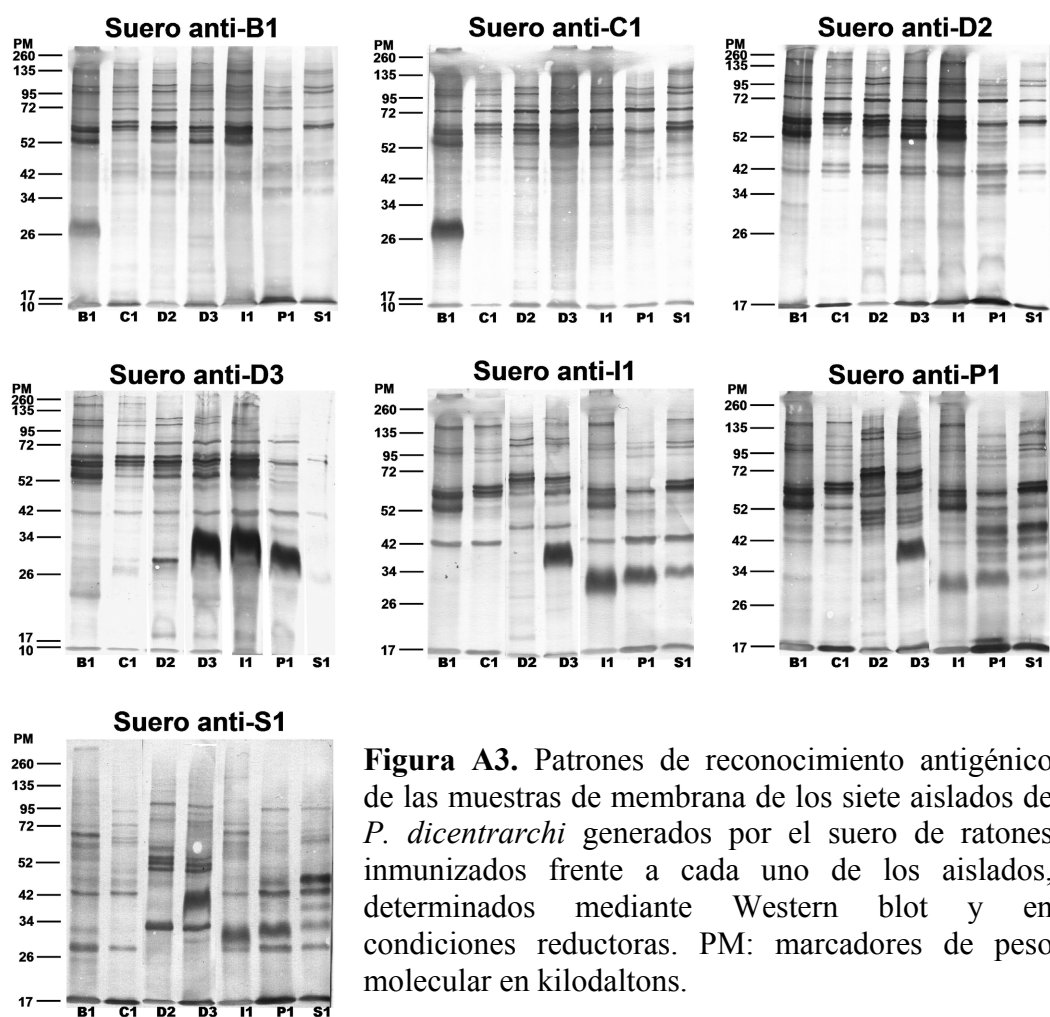 Suero anti-B1
PM
260
135
95
72
52
42
34
26
17
10
B1 C1 D2 D3 I1 P1 S1
Suero anti-C1
PM
260
135
95
72
52
42
34
26
17
10
B1 C1 D2 D3 I1 P1 S1
Suero anti-D2
PM
260
135
95
72
52
42
34
26
17
B1 C1 D2 D3 I1 P1 S1
Suero anti-D3
PM
260
135
95
72
52
42
34
26
17
10
B1 C1 D2 D3 I1 P1 S1
Suero anti-I1
PM
260
135
95
72
52
42
34
26
17
B1 C1 D2 D3 I1 P1 S1
Suero anti-P1
PM
260
135
95
72
52
42
34
26
17
B1 C1 D2 D3 I1 P1 S1
Suero anti-S1
PM
260
135
95
72
52
42
34
26
17
B1 C1 D2 D3 I1 P1 S1
Figura A3. Patrones de reconocimiento antigénico
de las muestras de membrana de los siete aislados de
P. dicentrarchi generados por el suero de ratones
inmunizados frente a cada uno de los aislados,
determinados mediante Western blot y en
condiciones reductoras. PM: marcadores de peso
molecular en kilodaltons.